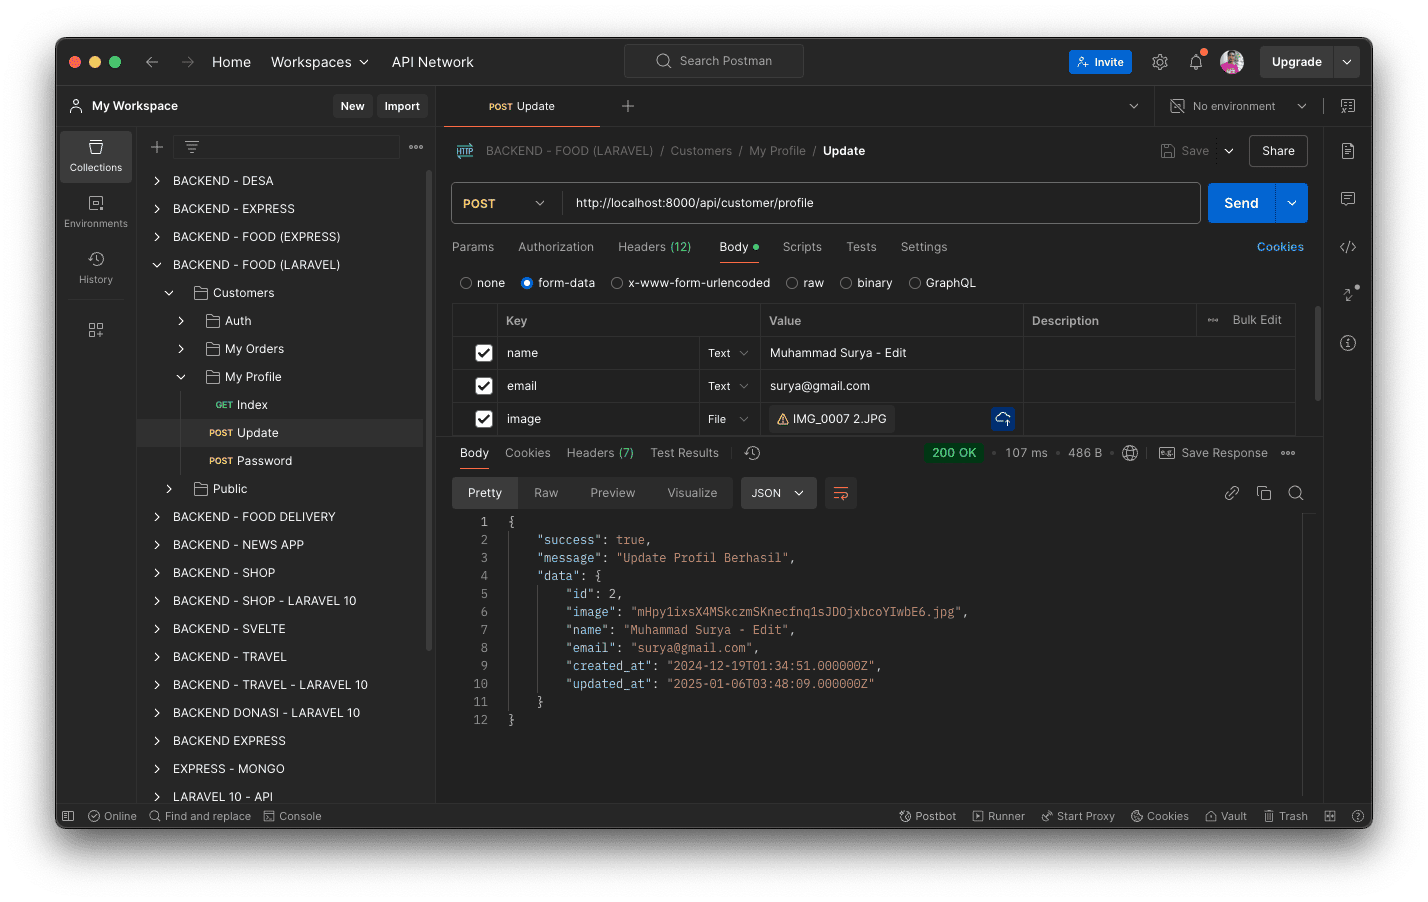 Home Workspaces API Network Search Postman Invite Upgrade
My Workspace New Import POST Update No environment
Collections
Environments
History
BACKEND - DESA
BACKEND - EXPRESS
BACKEND - FOOD (EXPRESS)
BACKEND - FOOD (LARAVEL)
Customers
Auth
My Orders
My Profile
GET Index
POST Update
POST Password
Public
BACKEND - FOOD DELIVERY
BACKEND - NEWS APP
BACKEND - SHOP
BACKEND - SHOP - LARAVEL 10
BACKEND - SVELTE
BACKEND - TRAVEL
BACKEND - TRAVEL - LARAVEL 10
BACKEND DONASI - LARAVEL 10
BACKEND EXPRESS
EXPRESS - MONGO
LARAVEL 10 - API
HTTP BACKEND - FOOD (LARAVEL) / Customers / My Profile / Update Save Share
POST http://localhost:8000/api/customer/profile Send
Params Authorization Headers (12) Body Scripts Tests Settings Cookies
none form-data x-www-form-urlencoded raw binary GraphQL
Key Value Description Bulk Edit
name Text Muhammad Surya - Edit
email Text surya@gmail.com
image File IMG_0007 2.JPG
Body Cookies Headers (7) Test Results 200 OK 107 ms 486 B e.g. Save Response
Pretty Raw Preview Visualize JSON
1 {
2 "success": true,
3 "message": "Update Profil Berhasil",
4 "data": {
5 "id": 2,
6 "image": "mHpy1ixsX4MSkczmSKnecfnq1sJDOjxbcoYIwbE6.jpg",
7 "name": "Muhammad Surya - Edit",
8 "email": "surya@gmail.com",
9 "created_at": "2024-12-19T01:34:51.000000Z",
10 "updated_at": "2025-01-06T03:48:09.000000Z"
11 }
12 }
Online Find and replace Console Postbot Runner Start Proxy Cookies Vault Trash